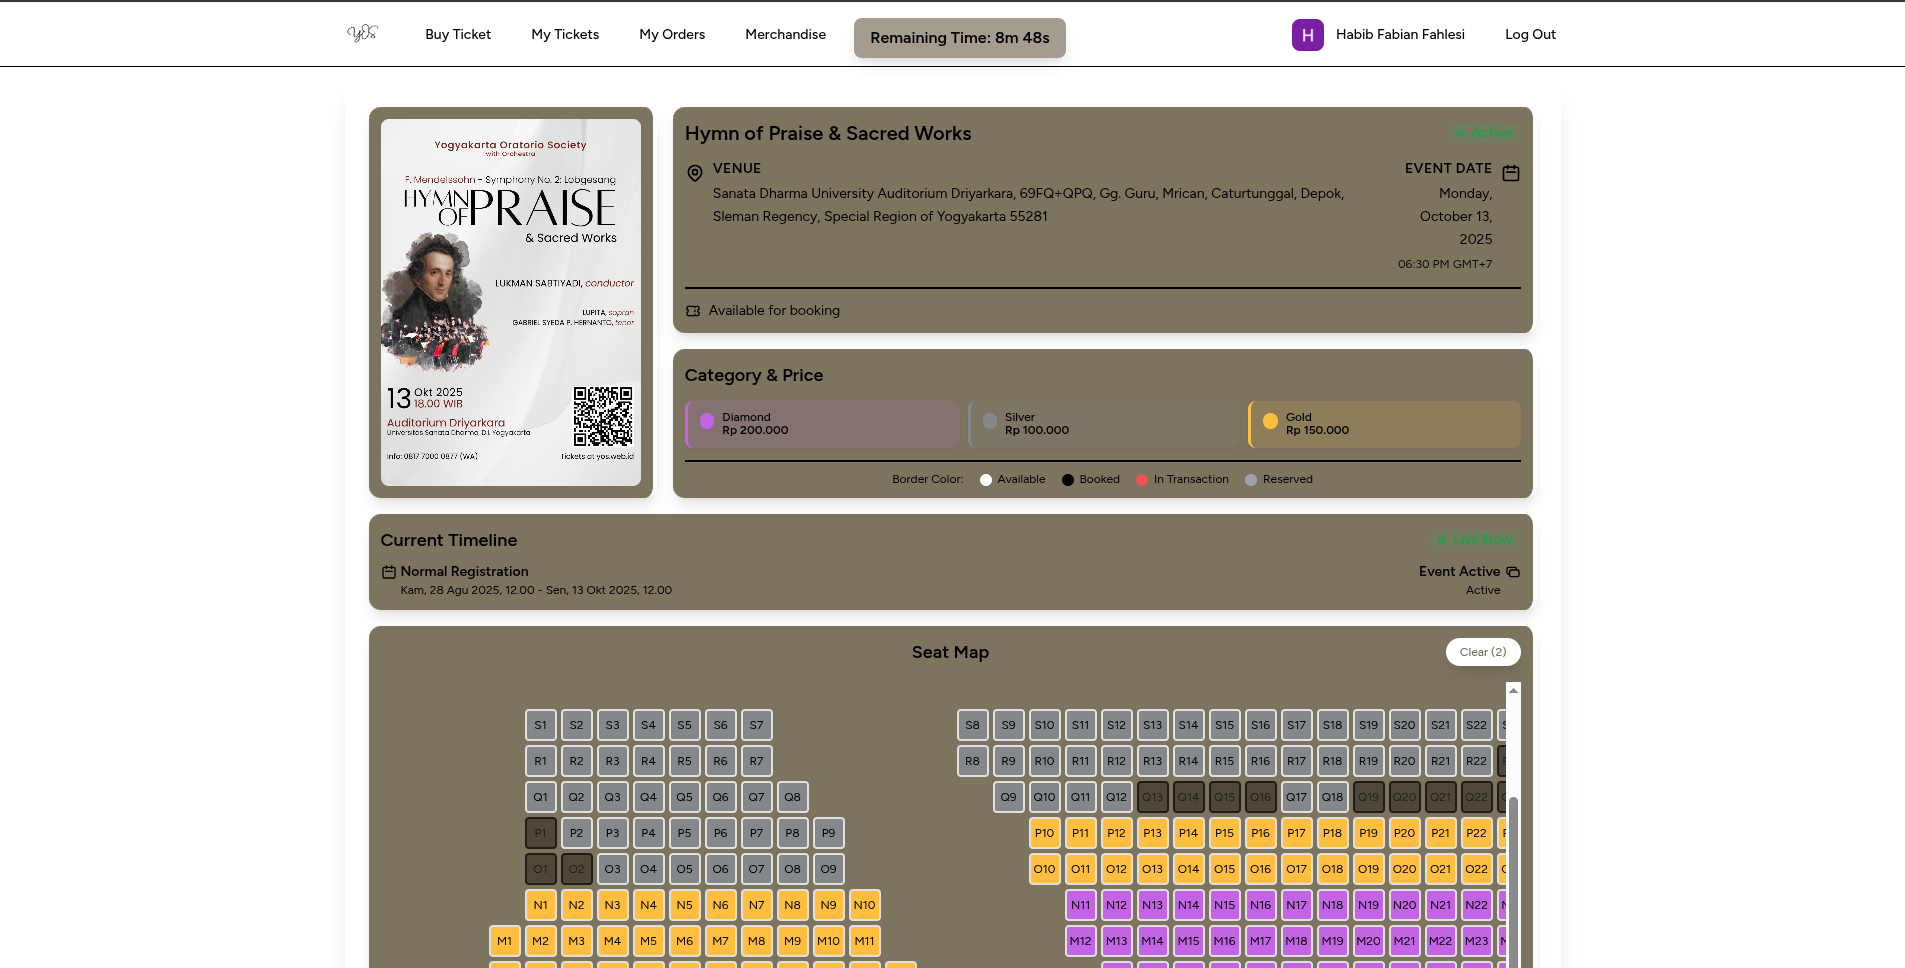 YOS
Buy Ticket
My Tickets
My Orders
Merchandise
Remaining Time: 8m 48s
H
Habib Fabian Fahlesi
Log Out
Yogyakarta Oratorio Society
with Orchestra
F. Mendelssohn - Symphony No. 2: Lobgesang
HYMN
OF PRAISE
& Sacred Works
LUKMAN SABTIYADI, conductor
LUPITA, sopran
GABRIEL SYEDA P. HERNANTO, tenor
13 Okt 2025
18.00 WIB
Auditorium Driyarkara
Universitas Sanata Dharma, D.I. Yogyakarta
Info: 0817 7000 0877 (WA)
Tickets at yos.web.id
Hymn of Praise & Sacred Works
Active
VENUE
Sanata Dharma University Auditorium Driyarkara, 69FQ+QPQ, Gg. Guru, Mrican, Caturtunggal, Depok,
Sleman Regency, Special Region of Yogyakarta 55281
EVENT DATE
Monday,
October 13,
2025
06:30 PM GMT+7
Available for booking
Category & Price
Diamond
Rp 200.000
Silver
Rp 100.000
Gold
Rp 150.000
Border Color: Available Booked In Transaction Reserved
Current Timeline
Live Now
Normal Registration
Kam, 28 Agu 2025, 12.00 - Sen, 13 Okt 2025, 12.00
Event Active
Active
Seat Map
Clear (2)
S1 S2 S3 S4 S5 S6 S7 S8 S9 S10 S11 S12 S13 S14 S15 S16 S17 S18 S19 S20 S21 S22
R1 R2 R3 R4 R5 R6 R7 R8 R9 R10 R11 R12 R13 R14 R15 R16 R17 R18 R19 R20 R21 R22
Q1 Q2 Q3 Q4 Q5 Q6 Q7 Q8 Q9 Q10 Q11 Q12 Q13 Q14 Q15 Q16 Q17 Q18 Q19 Q20 Q21 Q22
P1 P2 P3 P4 P5 P6 P7 P8 P9 P10 P11 P12 P13 P14 P15 P16 P17 P18 P19 P20 P21 P22
O1 O2 O3 O4 O5 O6 O7 O8 O9 O10 O11 O12 O13 O14 O15 O16 O17 O18 O19 O20 O21 O22
N1 N2 N3 N4 N5 N6 N7 N8 N9 N10 N11 N12 N13 N14 N15 N16 N17 N18 N19 N20 N21 N22
M1 M2 M3 M4 M5 M6 M7 M8 M9 M10 M11 M12 M13 M14 M15 M16 M17 M18 M19 M20 M21 M22 M23